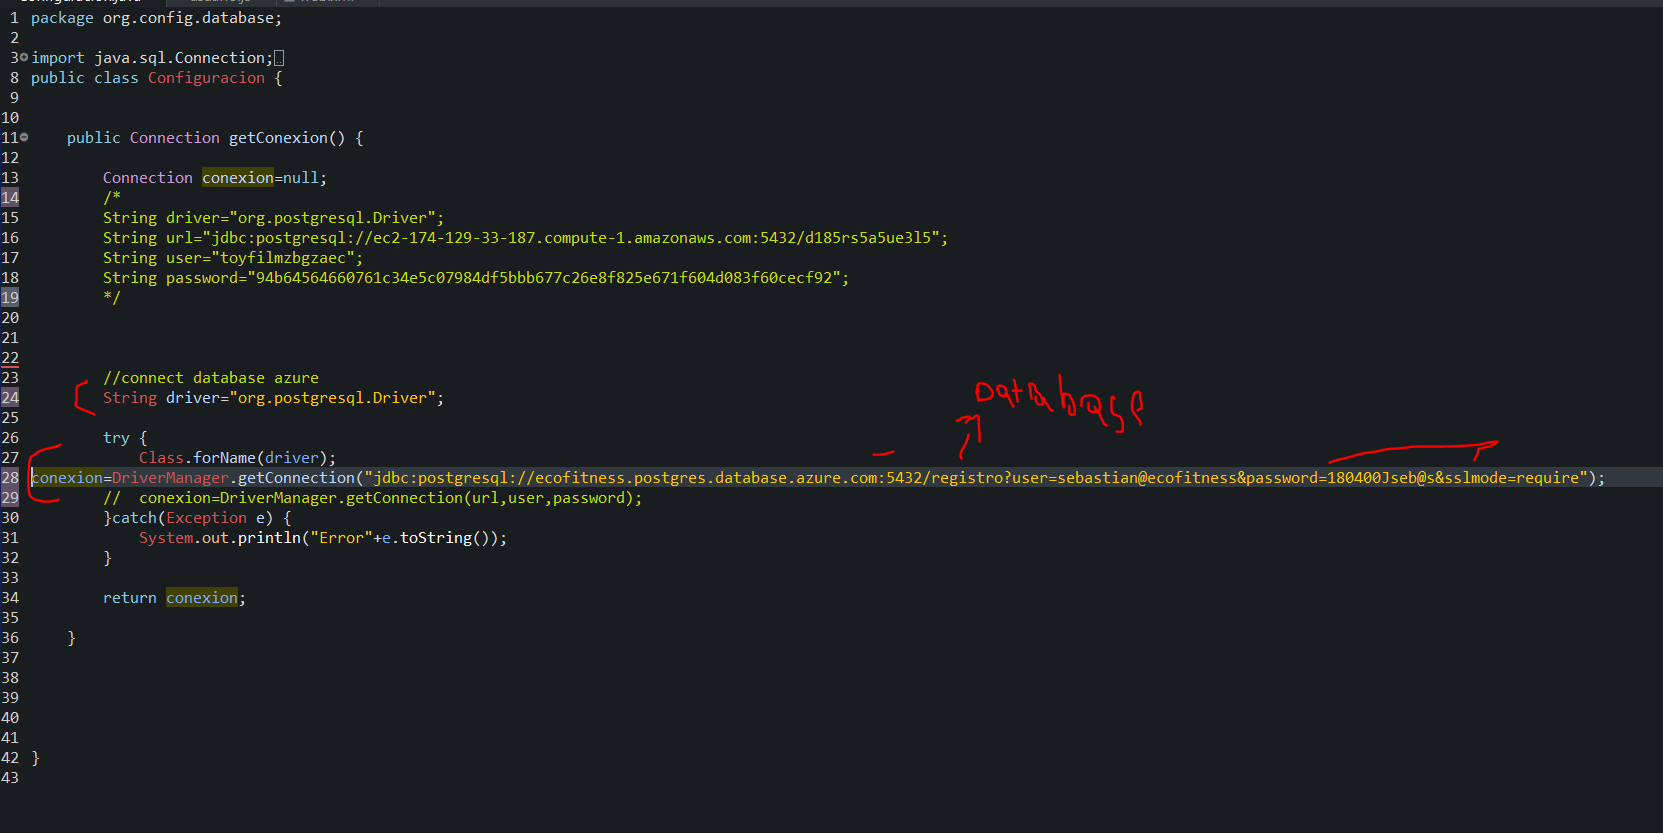 1 package org.config.database;
2
3 import java.sql.Connection;
8 public class Configuracion {
9
10
11 public Connection getConexion() {
12
13 Connection conexion=null;
14 /*
15 String driver="org.postgresql.Driver";
16 String url="jdbc:postgresql://ec2-174-129-33-187.compute-1.amazonaws.com:5432/d185rs5a5ue3l5";
17 String user="toyfilmzbgzaec";
18 String password="94b64564660761c34e5c07984df5bbb677c26e8f825e671f604d083f60cecf92";
19 */
20
21
22
23 //connect database azure
24 String driver="org.postgresql.Driver";
Database
25
26 try {
27 Class.forName(driver);
28 conexion=DriverManager.getConnection("jdbc:postgresql://ecofitness.postgres.database.azure.com:5432/registro?user=sebastian@ecofitness&password=180400Jseb@s&sslmode=require");
29 // conexion=DriverManager.getConnection(url,user,password);
30 }catch(Exception e) {
31 System.out.println("Error"+e.toString());
32 }
33
34 return conexion;
35
36 }
37
38
39
40
41
42 }
43